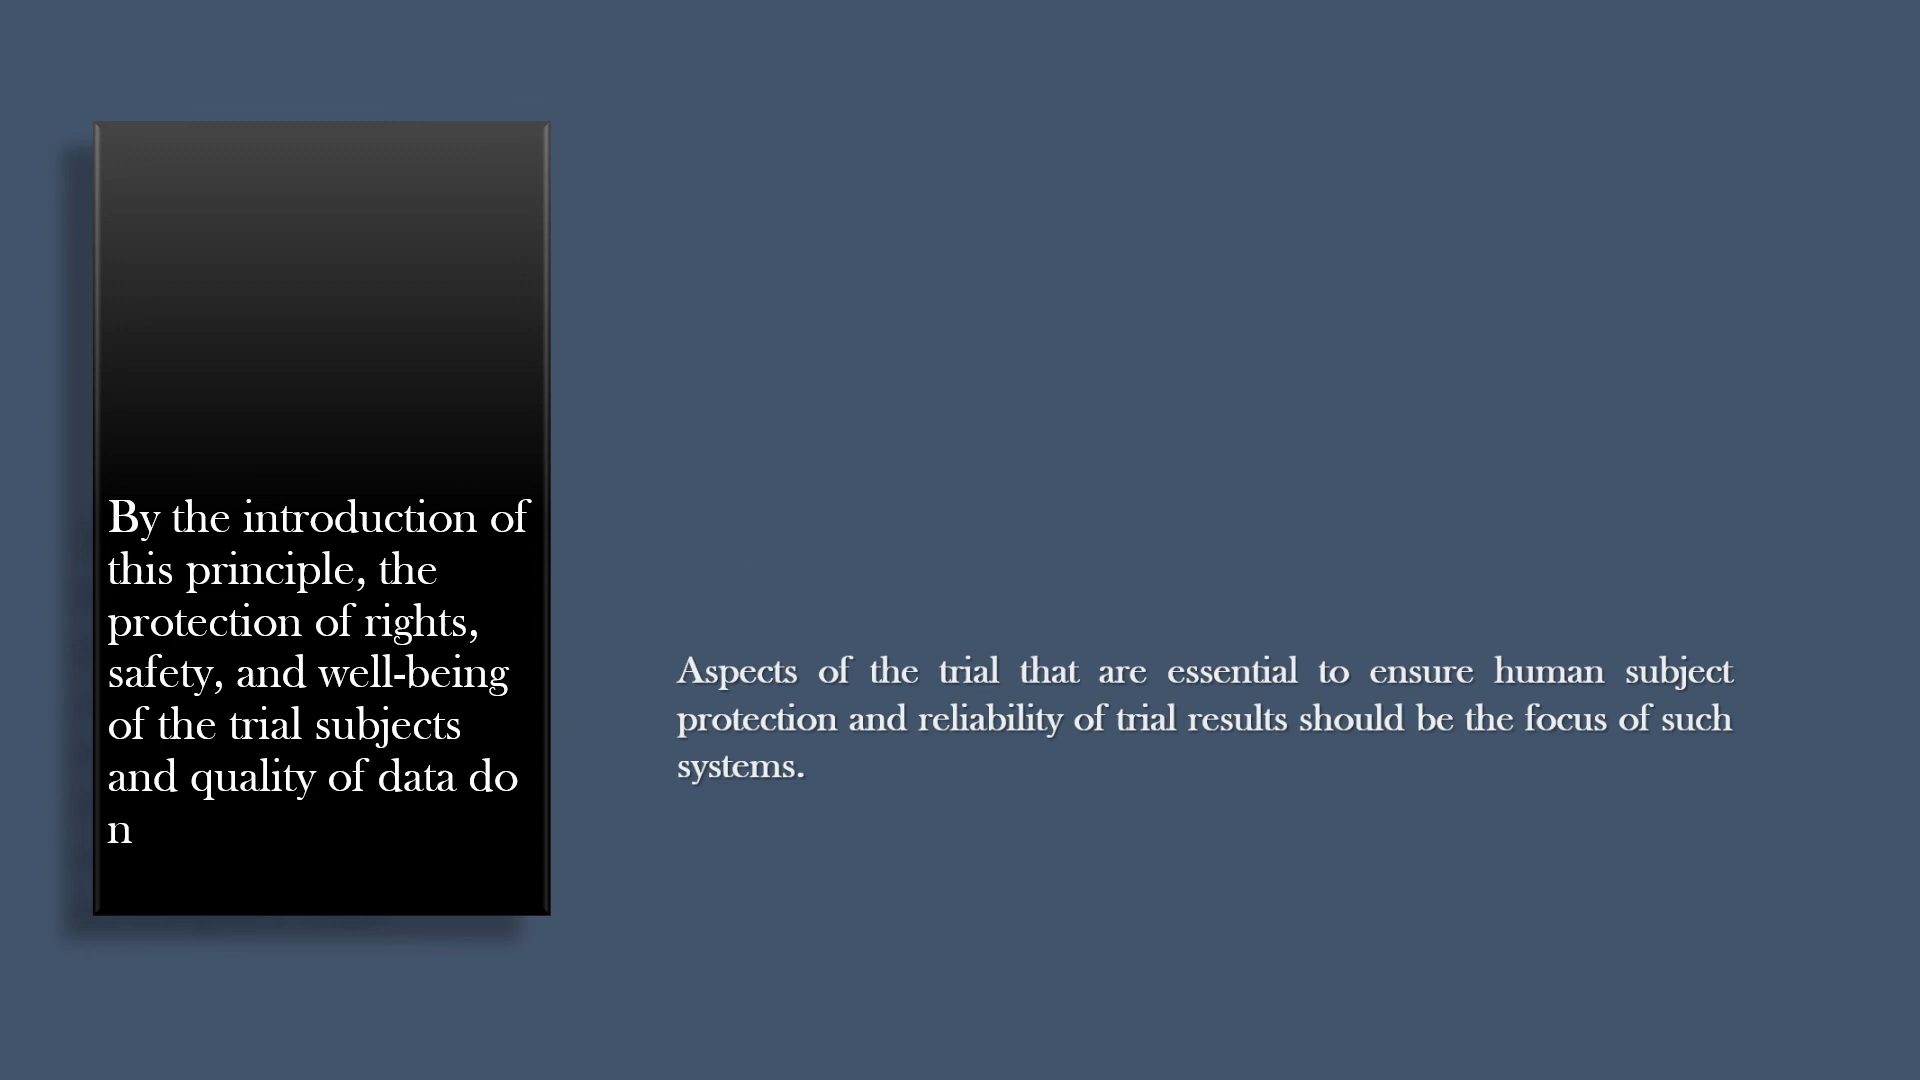 By the introduction of
this principle, the
protection of rights,
safety, and well-being
of the trial subjects
and quality of data do
n
Aspects of the trial that are essential to ensure human subject
protection and reliability of trial results should be the focus of such
systems.